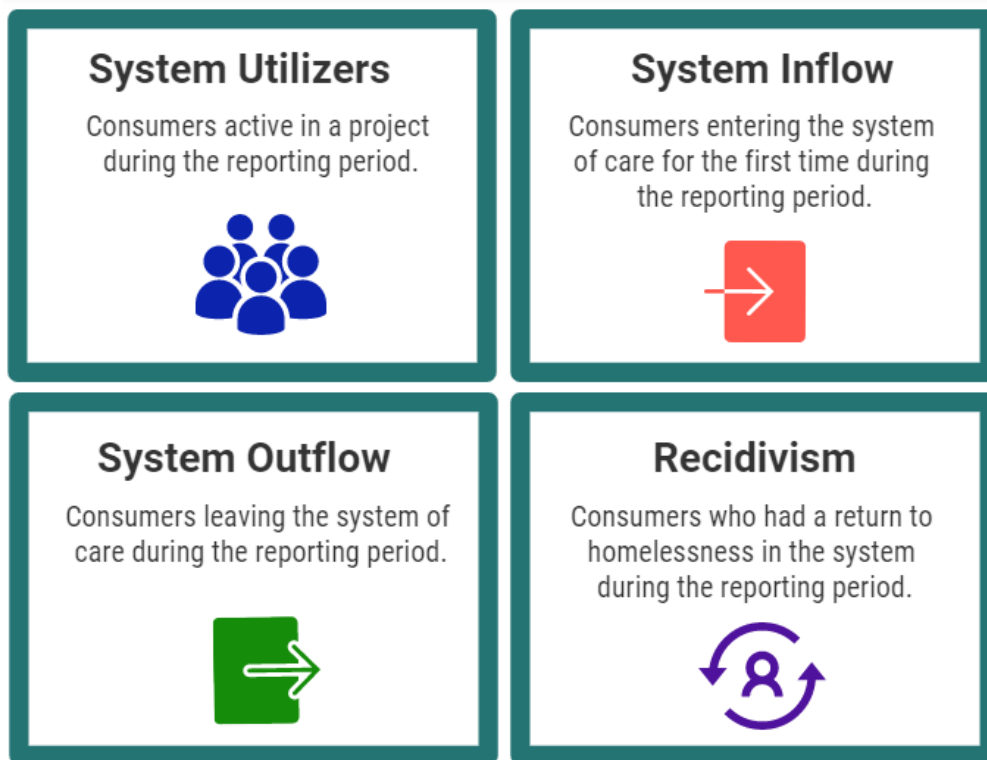 System Utilizers
Consumers active in a project
during the reporting period.
System Inflow
Consumers entering the system
of care for the first time during
the reporting period.
System Outflow
Consumers leaving the system of
care during the reporting period.
Recidivism
Consumers who had a return to
homelessness in the system
during the reporting period.